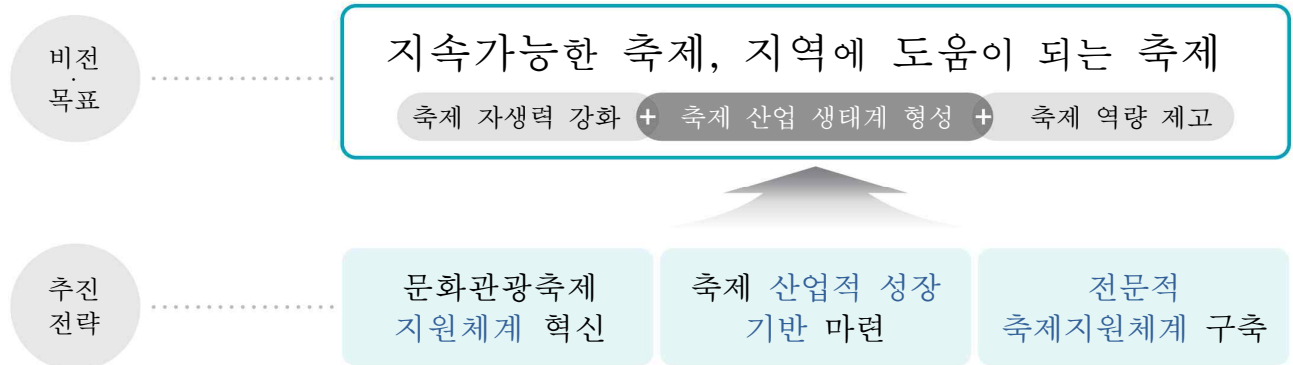 비전
·
목표
지속가능한 축제, 지역에 도움이 되는 축제
축제 자생력 강화 + 축제 산업 생태계 형성 + 축제 역량 제고
추진
전략
문화관광축제
지원체계 혁신
축제 산업적 성장
기반 마련
전문적
축제지원체계 구축